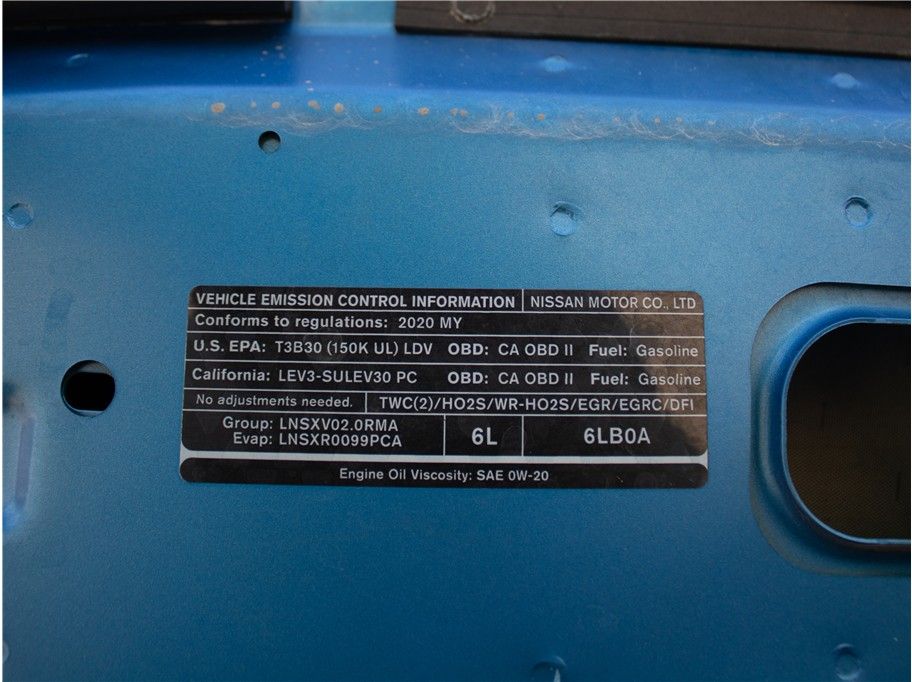 VEHICLE EMISSION CONTROL INFORMATION NISSAN MOTOR CO., LTD
Conforms to regulations: 2020 MY
U.S. EPA: T3B30 (150K UL) LDV OBD: CA OBD II Fuel: Gasoline
California: LEV3-SULEV30 PC OBD: CA OBD II Fuel: Gasoline
No adjustments needed. TWC(2)/HO2S/WR-HO2S/EGR/EGRC/DFI
Group: LNSXV02.0RMA
Evap: LNSXR0099PCA
6L
6LB0A
Engine Oil Viscosity: SAE 0W-20